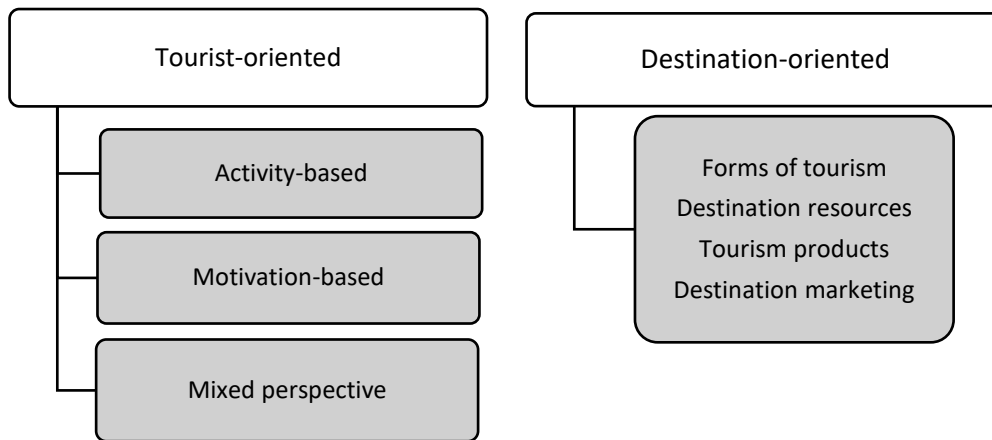 Tourist-oriented
Activity-based
Motivation-based
Mixed perspective
Destination-oriented
Forms of tourism
Destination resources
Tourism products
Destination marketing